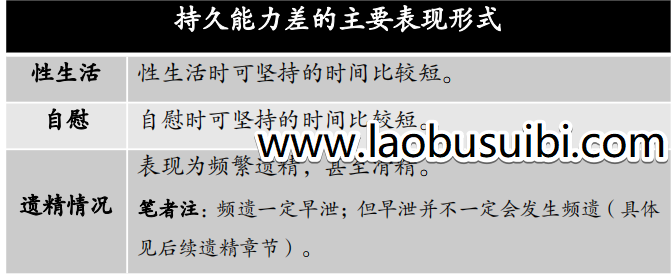 持久能力差的主要表现形式
性生活 性生活时可坚持的时间比较短。
自慰 自慰时可坚持的时间比较短。
www.laobusuibi.com
表现为频繁遗精，甚至滑精。
遗精情况 笔者注：频遗一定早泄；但早泄并不一定会发生频遗（具体
见后续遗精章节）。